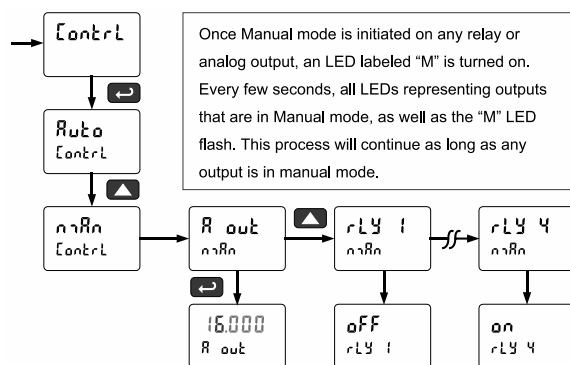 Contrl
Once Manual mode is initiated on any relay or
analog output, an LED labeled “M” is turned on.
Every few seconds, all LEDs representing outputs
that are in Manual mode, as well as the “M” LED
flash. This process will continue as long as any
output is in manual mode.
Auto
Contrl
mAn
Contrl
A out
mAn
rLY 1
mAn
rLY 4
mAn
16.000
A out
oFF
rLY 1
on
rLY 4